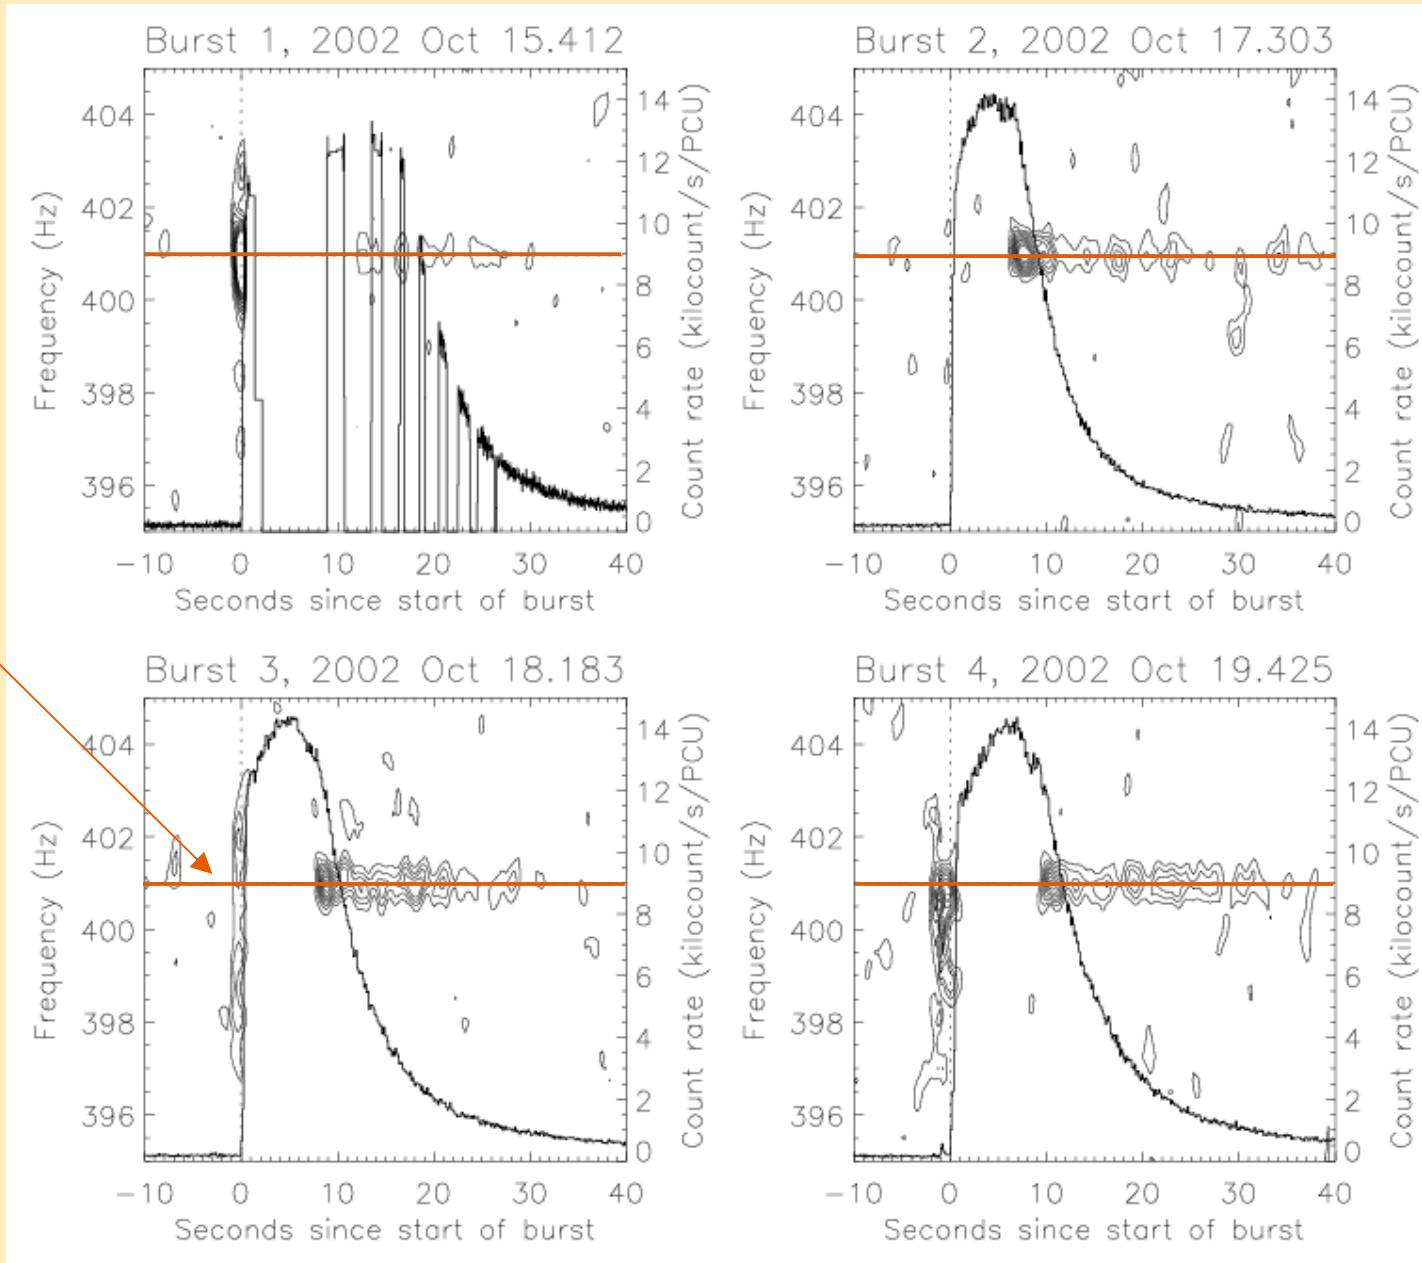 Burst 1, 2002 Oct 15.412
404
402
400
398
396
Frequency (Hz)
14
12
10
8
6
4
2
0
Count rate (kilocount/s/PCU)
−10 0 10 20 30 40
Seconds since start of burst
Burst 2, 2002 Oct 17.303
404
402
400
398
396
Frequency (Hz)
14
12
10
8
6
4
2
0
Count rate (kilocount/s/PCU)
−10 0 10 20 30 40
Seconds since start of burst
Burst 3, 2002 Oct 18.183
404
402
400
398
396
Frequency (Hz)
14
12
10
8
6
4
2
0
Count rate (kilocount/s/PCU)
−10 0 10 20 30 40
Seconds since start of burst
Burst 4, 2002 Oct 19.425
404
402
400
398
396
Frequency (Hz)
14
12
10
8
6
4
2
0
Count rate (kilocount/s/PCU)
−10 0 10 20 30 40
Seconds since start of burst